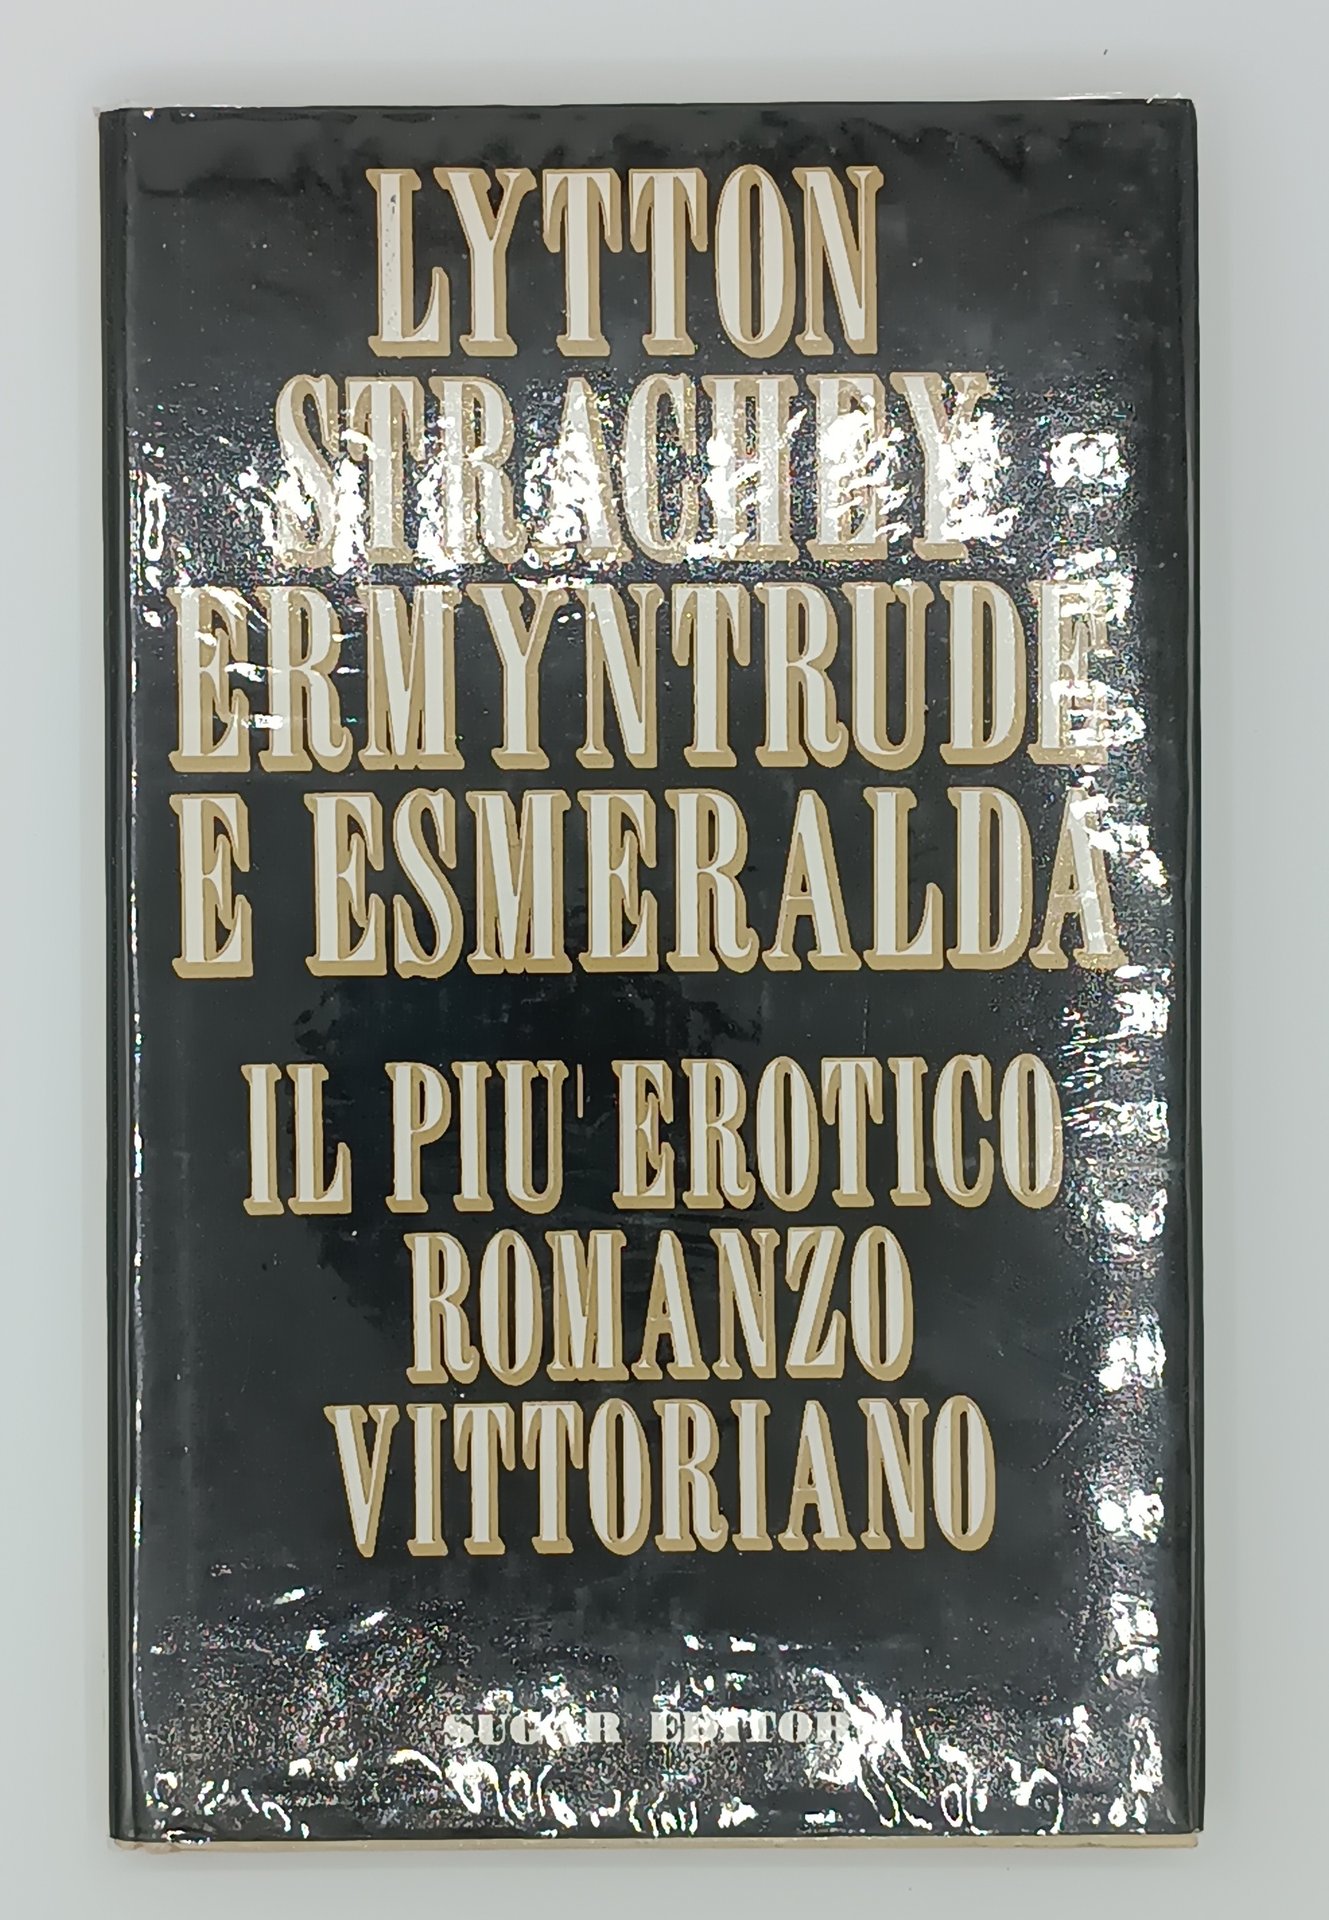 LYTTON
STRACHEY
ERMYNTRUDE
E ESMERALDA
IL PIU' EROTICO
ROMANZO
VITTORIANO
SUGAR EDITORE